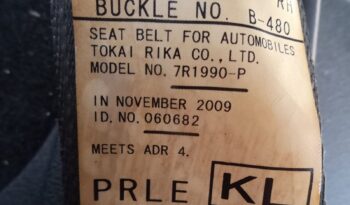 RH
BUCKLE NO. B-480
SEAT BELT FOR AUTOMOBILES
TOKAI RIKA CO., LTD.
MODEL NO. 7R1990-P
IN NOVEMBER 2009
ID. NO. 060682
MEETS ADR 4.
PRLE KL